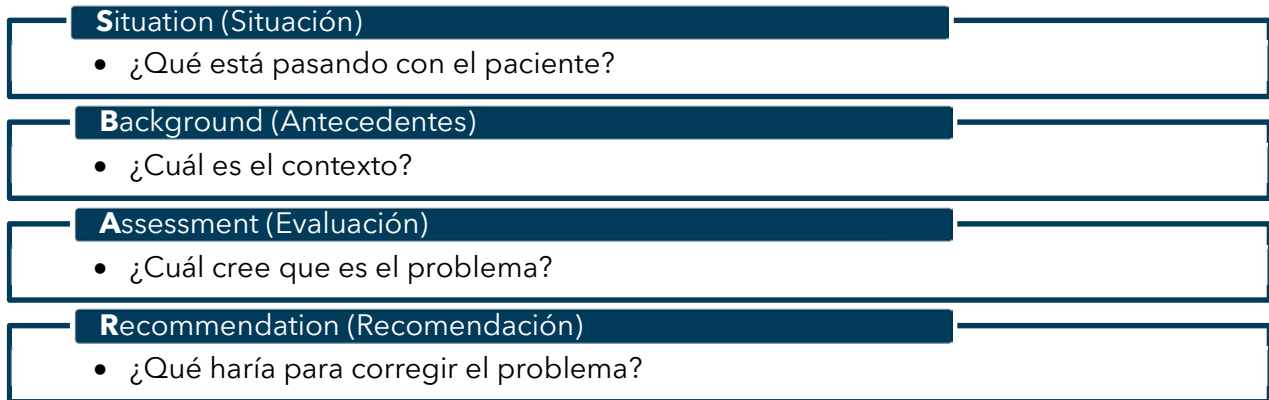 Situation (Situación)
• ¿Qué está pasando con el paciente?
Background (Antecedentes)
• ¿Cuál es el contexto?
Assessment (Evaluación)
• ¿Cuál cree que es el problema?
Recommendation (Recomendación)
• ¿Qué haría para corregir el problema?